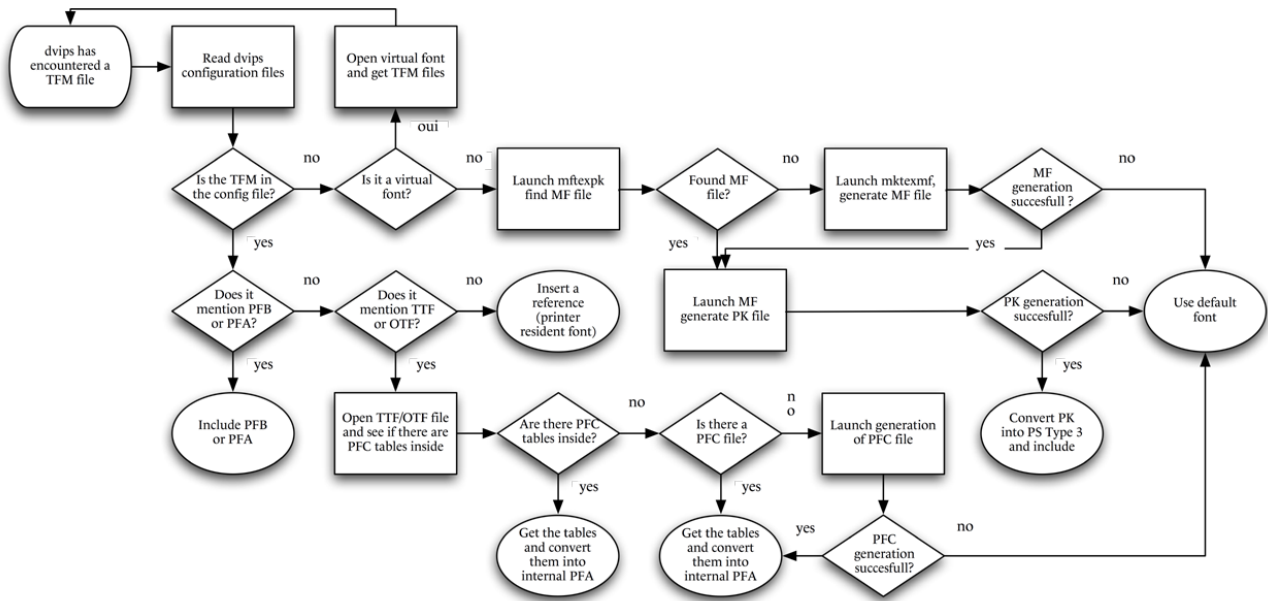 dvips has
encountered a
TFM file
Read dvips
configuration files
Open virtual font
and get TFM files
oui
Is the TFM in
the config file?
no
Is it a virtual
font?
no
Launch mftexpk
find MF file
Found MF
file?
no
Launch mktexmf,
generate MF file
MF
generation
succesfull ?
no
yes
yes
yes
Does it
mention PFB
or PFA?
no
Does it
mention TTF
or OTF?
no
Insert a
reference
(printer
resident font)
Launch MF
generate PK file
PK generation
succesfull?
no
Use default
font
yes
yes
yes
Include PFB
or PFA
Open TTF/OTF file
and see if there are
PFC tables inside
Are there PFC
tables inside?
no
Is there a
PFC file?
n
o
Launch generation
of PFC file
Convert PK
into PS Type 3
and include
yes
yes
Get the tables
and convert
them into
internal PFA
Get the tables
and convert
them into
internal PFA
yes
PFC
generation
succesfull?
no